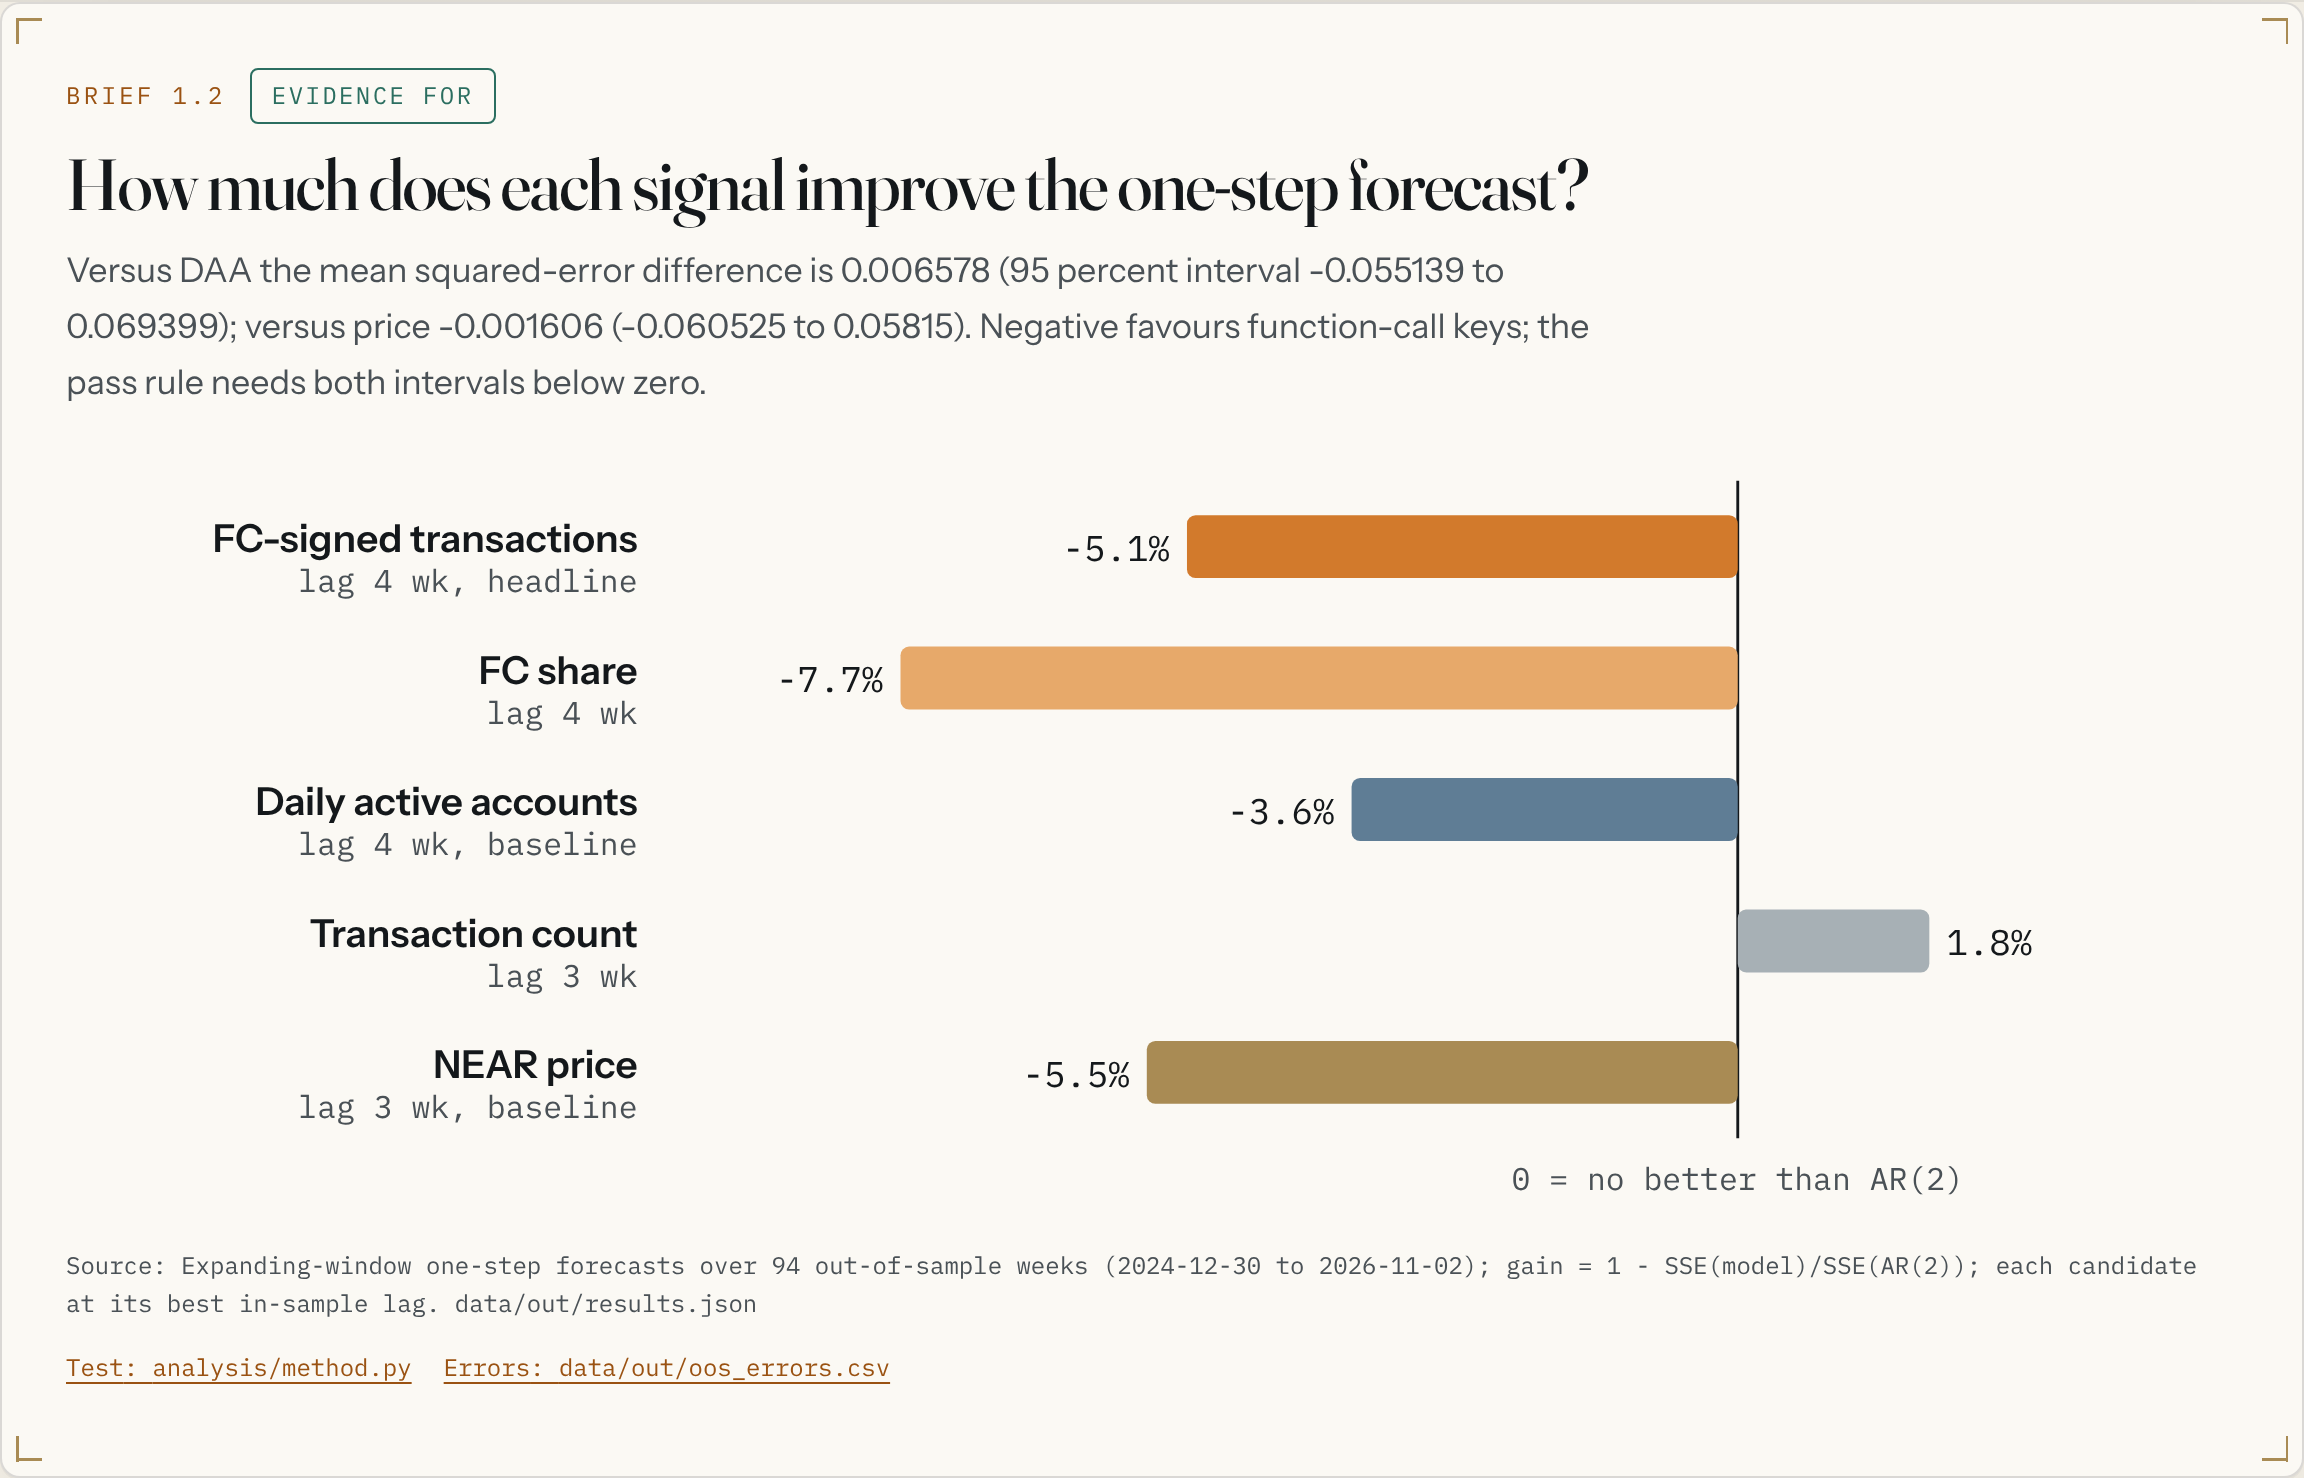 BRIEF 1.2 EVIDENCE FOR
How much does each signal improve the one-step forecast?
Versus DAA the mean squared-error difference is 0.006578 (95 percent interval -0.055139 to
0.069399); versus price -0.001606 (-0.060525 to 0.05815). Negative favours function-call keys; the
pass rule needs both intervals below zero.
FC-signed transactions
lag 4 wk, headline
-5.1%
FC share
lag 4 wk
-7.7%
Daily active accounts
lag 4 wk, baseline
-3.6%
Transaction count
lag 3 wk
1.8%
NEAR price
lag 3 wk, baseline
-5.5%
0 = no better than AR(2)
Source: Expanding-window one-step forecasts over 94 out-of-sample weeks (2024-12-30 to 2026-11-02); gain = 1 - SSE(model)/SSE(AR(2)); each candidate
at its best in-sample lag. data/out/results.json
Test: analysis/method.py Errors: data/out/oos_errors.csv